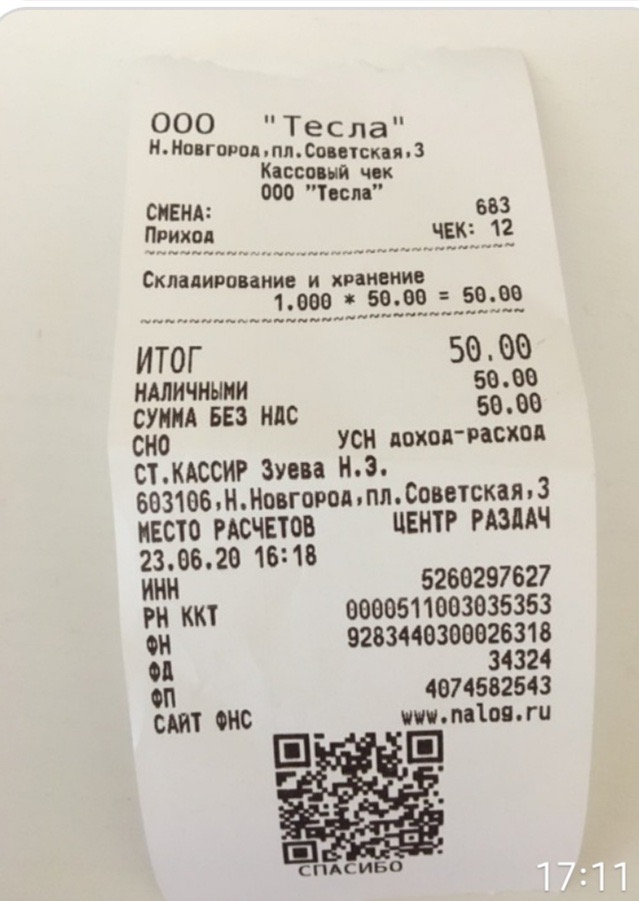 ООО "Тесла"
Н.Новгород,пл.Советская,3
Кассовый чек
ООО "Тесла"
СМЕНА: 683
Приход ЧЕК: 12
Складирование и хранение
1.000 * 50.00 = 50.00
ИТОГ 50.00
НАЛИЧНЫМИ 50.00
СУММА БЕЗ НДС 50.00
СНО УСН доход-расход
СТ.КАССИР Зуева Н.Э.
603106,Н.Новгород,пл.Советская,3
МЕСТО РАСЧЕТОВ ЦЕНТР РАЗДАЧ
23.06.20 16:18
ИНН 5260297627
РН ККТ 0000511003035353
ФН 9283440300026318
ФД 34324
ФП 4074582543
САЙТ ФНС www.nalog.ru
СПАСИБО
17:11